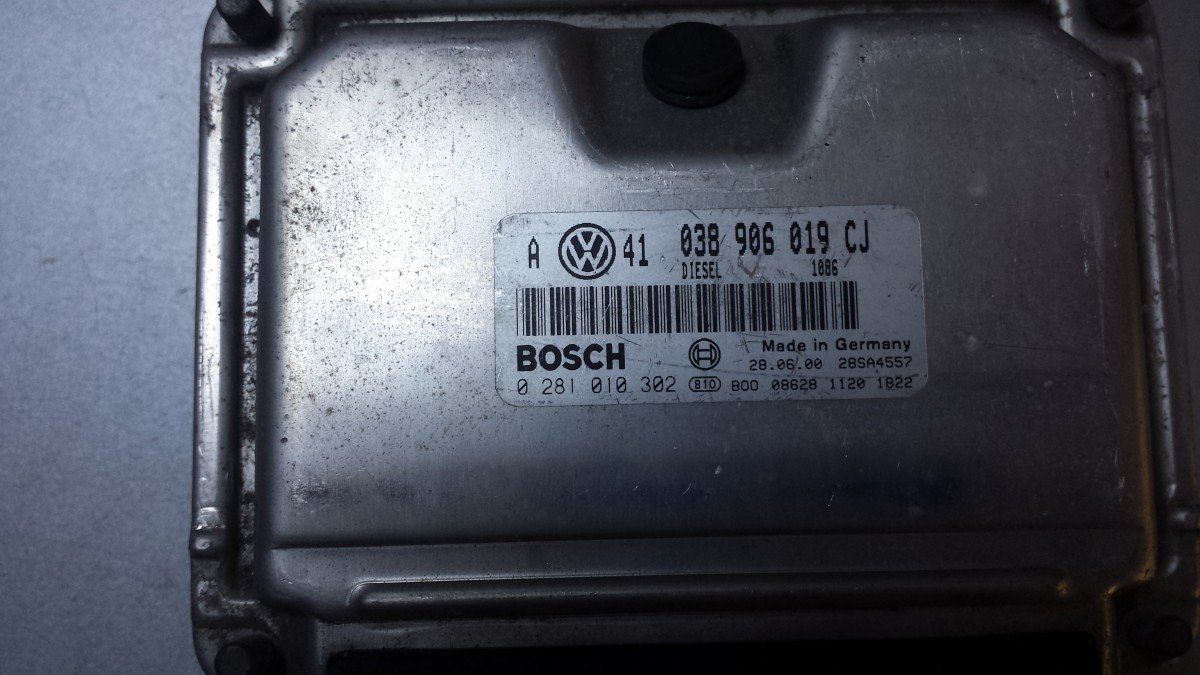 A VW 41 038 906 019 CJ
DIESEL 1086
BOSCH Made in Germany
28.06.00 28SA4557
0 281 010 302 B10 B00 08628 1120 1822